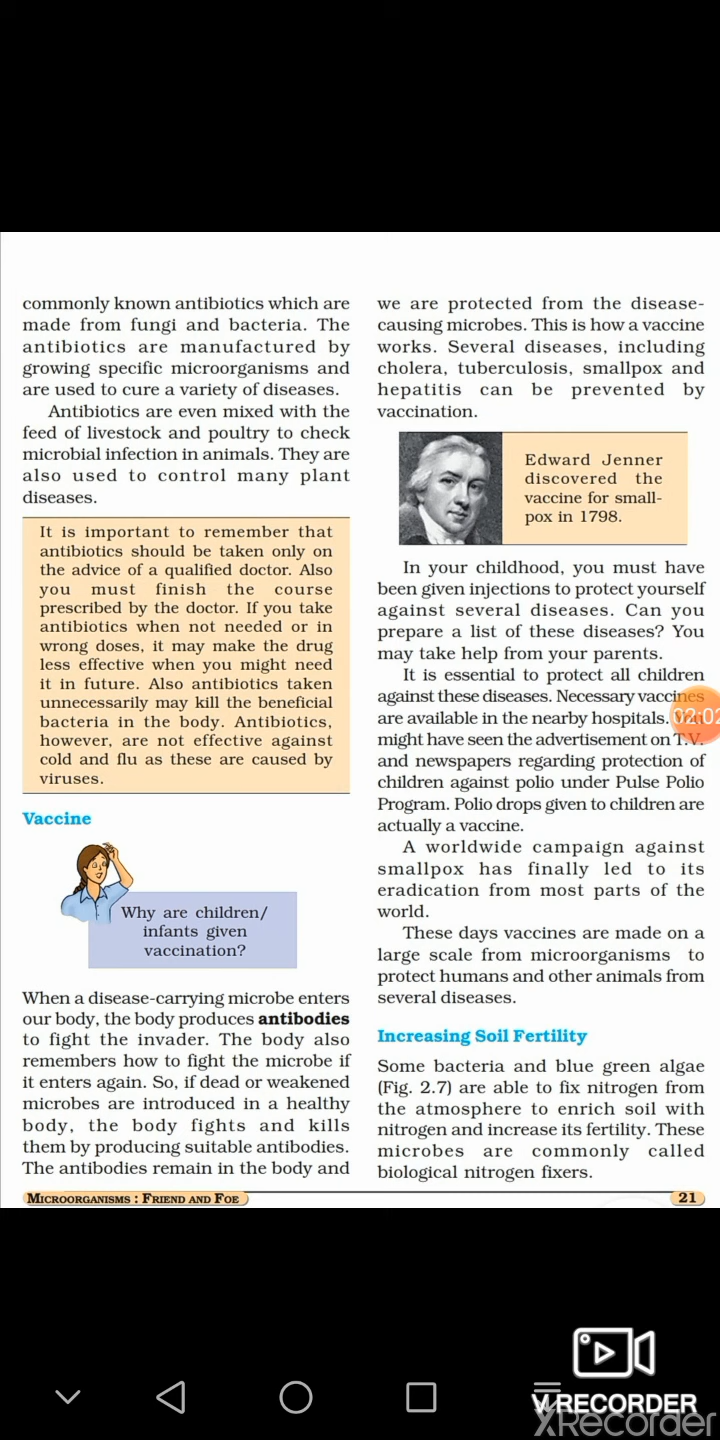 commonly known antibiotics which are
made from fungi and bacteria. The
antibiotics are manufactured by
growing specific microorganisms and
are used to cure a variety of diseases.
Antibiotics are even mixed with the
feed of livestock and poultry to check
microbial infection in animals. They are
also used to control many plant
diseases.
It is important to remember that
antibiotics should be taken only on
the advice of a qualified doctor. Also
you must finish the course
prescribed by the doctor. If you take
antibiotics when not needed or in
wrong doses, it may make the drug
less effective when you might need
it in future. Also antibiotics taken
unnecessarily may kill the beneficial
bacteria in the body. Antibiotics,
however, are not effective against
cold and flu as these are caused by
viruses.
Vaccine
Why are children/
infants given
vaccination?
When a disease-carrying microbe enters
our body, the body produces antibodies
to fight the invader. The body also
remembers how to fight the microbe if
it enters again. So, if dead or weakened
microbes are introduced in a healthy
body, the body fights and kills
them by producing suitable antibodies.
The antibodies remain in the body and
we are protected from the disease-
causing microbes. This is how a vaccine
works. Several diseases, including
cholera, tuberculosis, smallpox and
hepatitis can be prevented by
vaccination.
Edward Jenner
discovered the
vaccine for small-
pox in 1798.
In your childhood, you must have
been given injections to protect yourself
against several diseases. Can you
prepare a list of these diseases? You
may take help from your parents.
It is essential to protect all children
against these diseases. Necessary vaccines
are available in the nearby hospitals.
might have seen the advertisement on T.V.
and newspapers regarding protection of
children against polio under Pulse Polio
Program. Polio drops given to children are
actually a vaccine.
A worldwide campaign against
smallpox has finally led to its
eradication from most parts of the
world.
These days vaccines are made on a
large scale from microorganisms to
protect humans and other animals from
several diseases.
Increasing Soil Fertility
Some bacteria and blue green algae
(Fig. 2.7) are able to fix nitrogen from
the atmosphere to enrich soil with
nitrogen and increase its fertility. These
microbes are commonly called
biological nitrogen fixers.
MICROORGANISMS : FRIEND AND FOE
21
02:02
V RECORDER
XRecorder